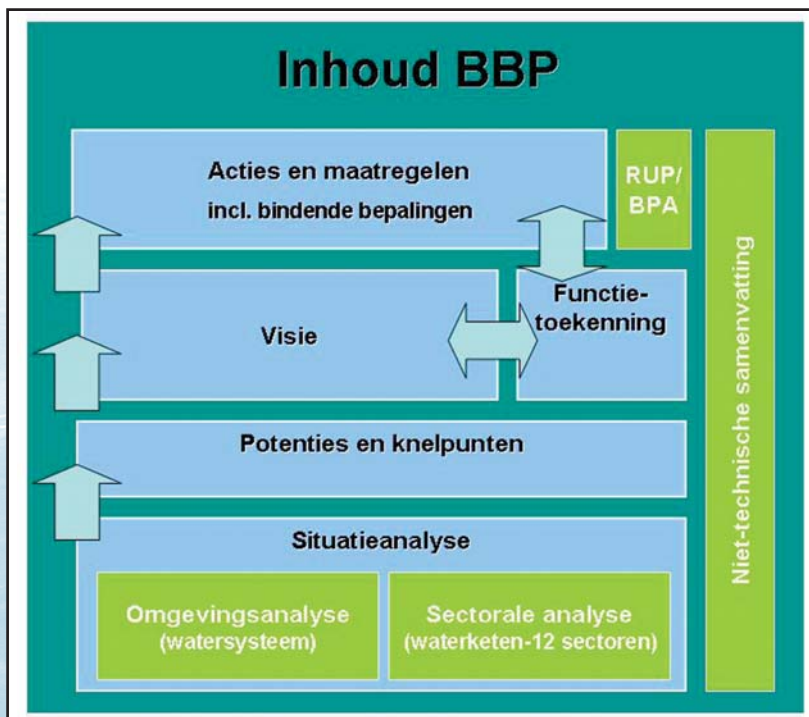 Inhoud BBP
Acties en maatregelen
incl. bindende bepalingen
RUP/
BPA
Visie
Functie-
toekenning
Potenties en knelpunten
Situatieanalyse
Omgevingsanalyse
(watersysteem)
Sectorale analyse
(waterketen-12 sectoren)
Niet-technische samenvatting